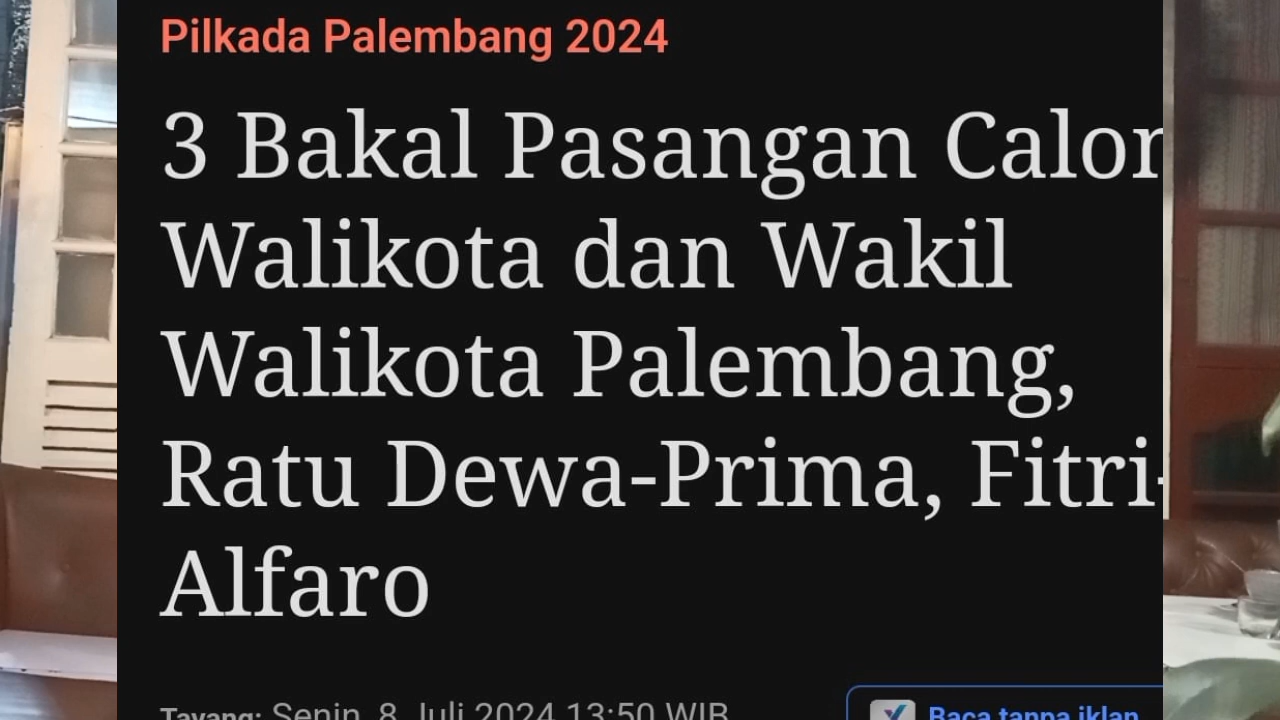 Pilkada Palembang 2024
3 Bakal Pasangan Calon
Walikota dan Wakil
Walikota Palembang,
Ratu Dewa-Prima, Fitri-
Alfaro
Tayang: Senin, 8 Juli 2024 13:50 WIB
Baca tanpa iklan